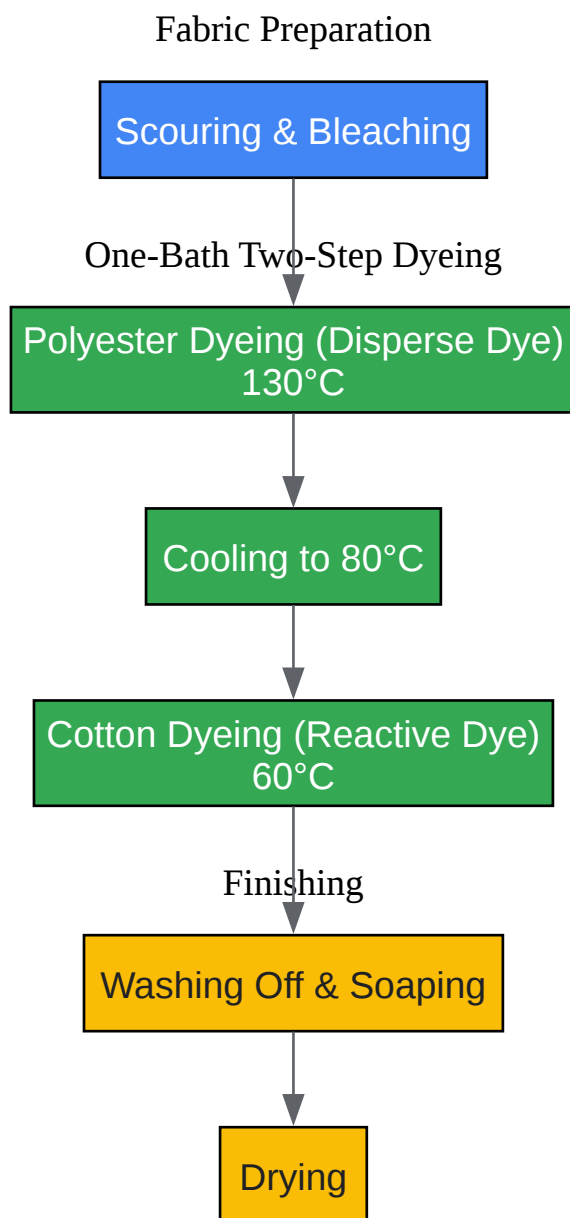 Fabric Preparation
Scouring & Bleaching
One-Bath Two-Step Dyeing
Polyester Dyeing (Disperse Dye)
130°C
Cooling to 80°C
Cotton Dyeing (Reactive Dye)
60°C
Finishing
Washing Off & Soaping
Drying